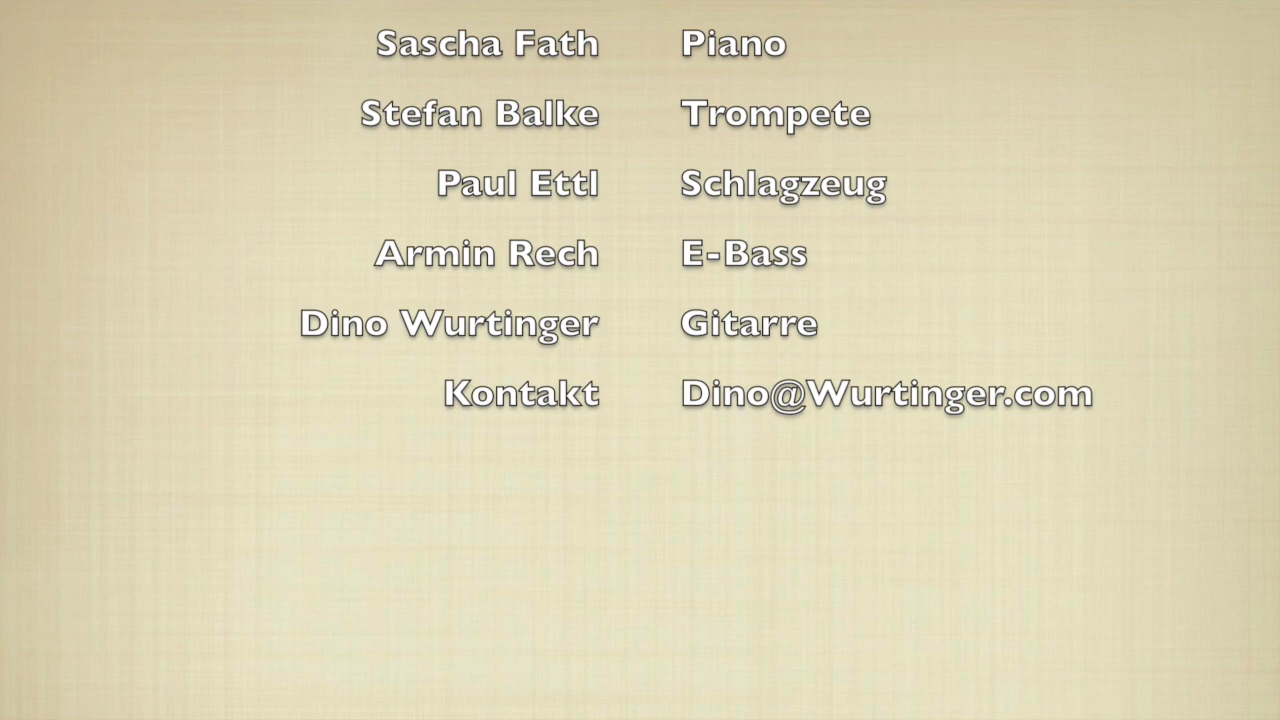 Sascha Fath Piano
Stefan Balke Trompete
Paul Ettl Schlagzeug
Armin Rech E-Bass
Dino Wurtinger Gitarre
Kontakt Dino@Wurtinger.com